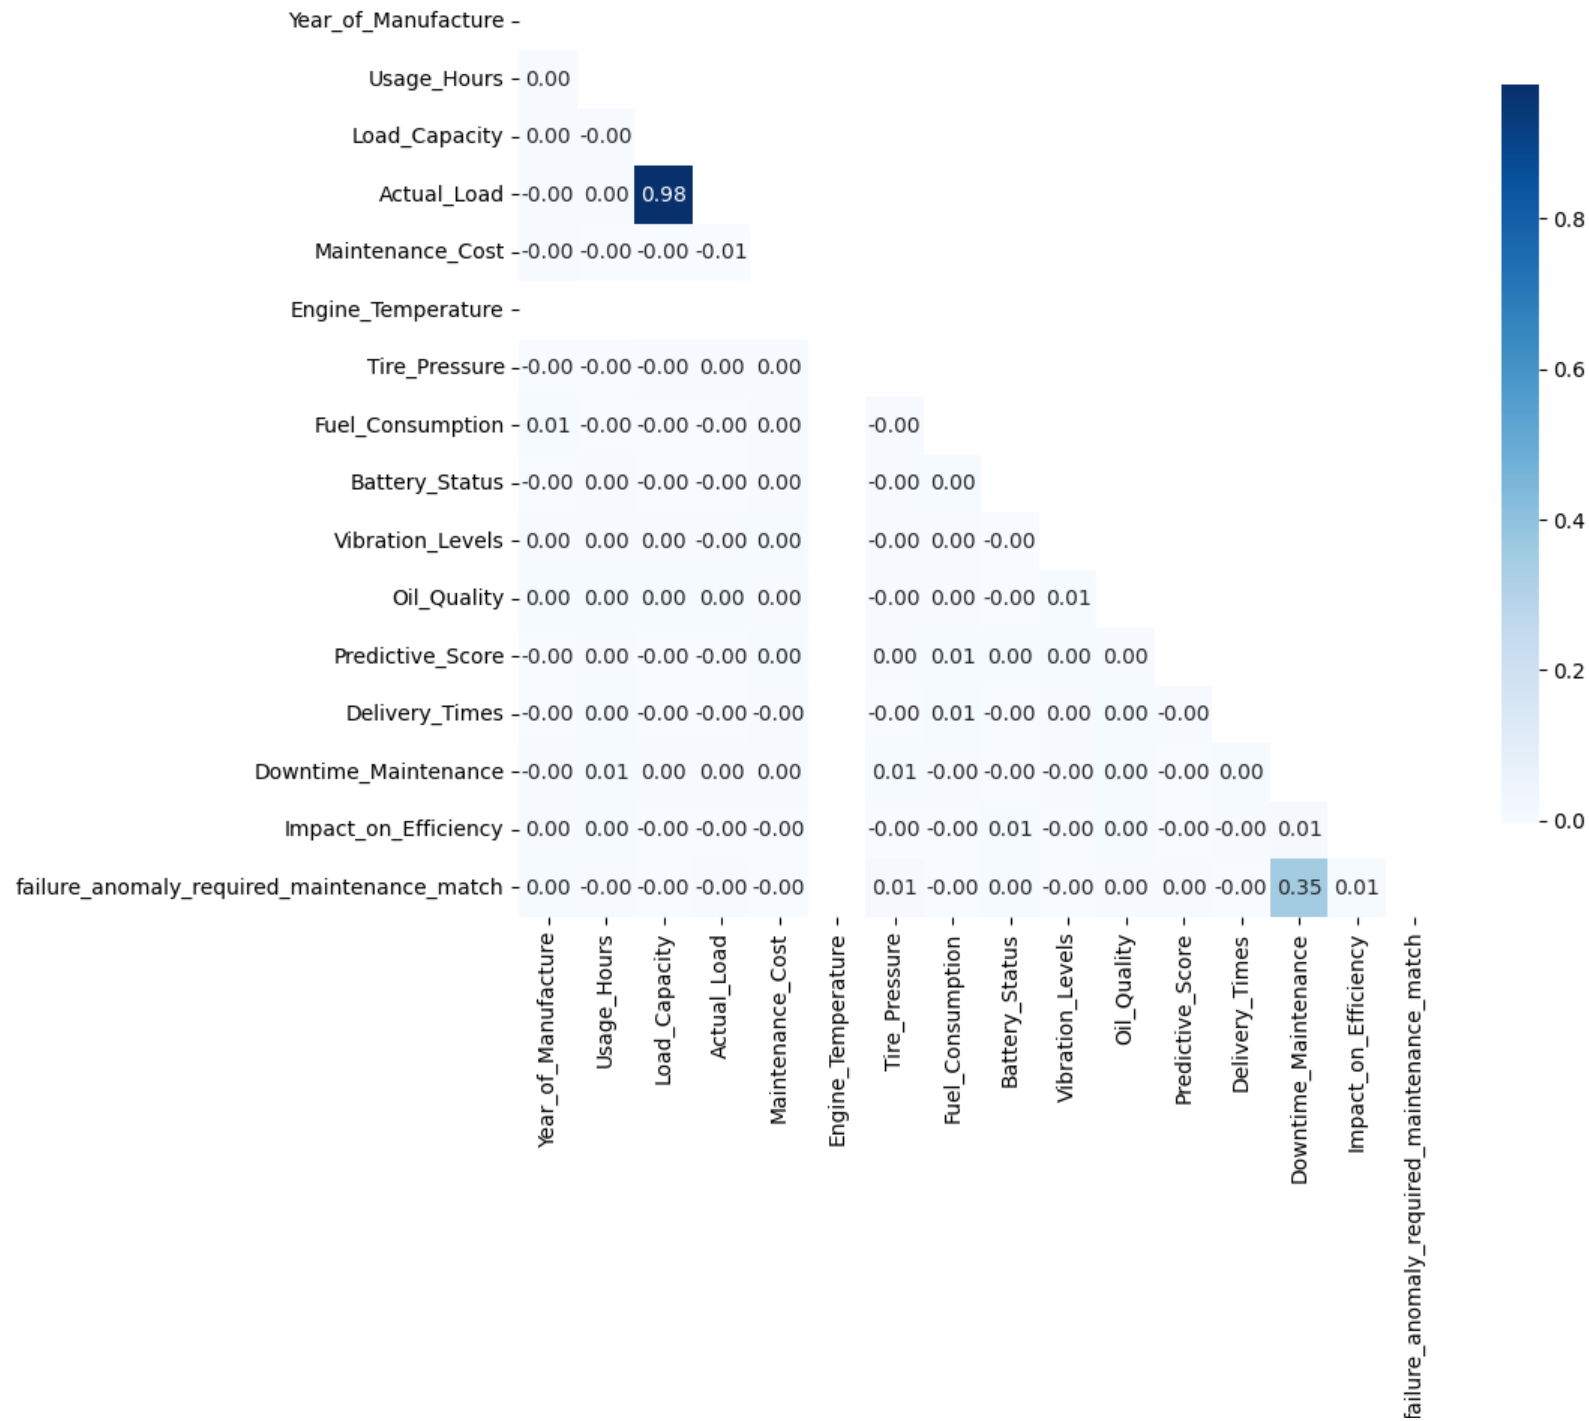 Year_of_Manufacture
Usage_Hours 0.00
Load_Capacity 0.00 -0.00
Actual_Load -0.00 0.00 0.98
Maintenance_Cost -0.00 -0.00 -0.00 -0.01
Engine_Temperature
Tire_Pressure -0.00 -0.00 -0.00 0.00 0.00
Fuel_Consumption 0.01 -0.00 -0.00 -0.00 0.00 -0.00
Battery_Status -0.00 0.00 -0.00 -0.00 0.00 -0.00 0.00
Vibration_Levels 0.00 0.00 0.00 -0.00 0.00 -0.00 0.00 -0.00
Oil_Quality 0.00 0.00 0.00 0.00 0.00 -0.00 0.00 -0.00 0.01
Predictive_Score -0.00 0.00 -0.00 -0.00 0.00 0.00 0.01 0.00 0.00 0.00
Delivery_Times -0.00 0.00 -0.00 -0.00 -0.00 -0.00 0.01 -0.00 0.00 0.00 -0.00
Downtime_Maintenance -0.00 0.01 0.00 0.00 0.00 0.01 -0.00 -0.00 -0.00 0.00 -0.00 0.00
Impact_on_Efficiency 0.00 0.00 -0.00 -0.00 -0.00 -0.00 -0.00 0.01 -0.00 0.00 -0.00 -0.00 0.01
failure_anomaly_required_maintenance_match 0.00 -0.00 -0.00 -0.00 -0.00 0.01 -0.00 0.00 -0.00 0.00 0.00 -0.00 0.35 0.01
Year_of_Manufacture
Usage_Hours
Load_Capacity
Actual_Load
Maintenance_Cost
Engine_Temperature
Tire_Pressure
Fuel_Consumption
Battery_Status
Vibration_Levels
Oil_Quality
Predictive_Score
Delivery_Times
Downtime_Maintenance
Impact_on_Efficiency
failure_anomaly_required_maintenance_match
0.8
0.6
0.4
0.2
0.0